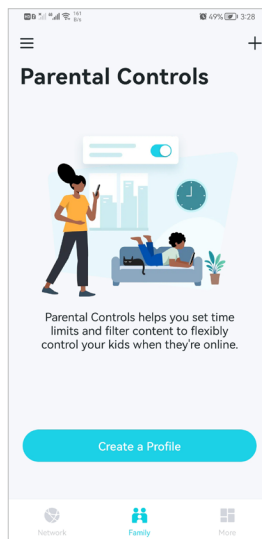 49% 3:28
Parental Controls
Parental Controls helps you set time
limits and filter content to flexibly
control your kids when they're online.
Create a Profile
Network Family More